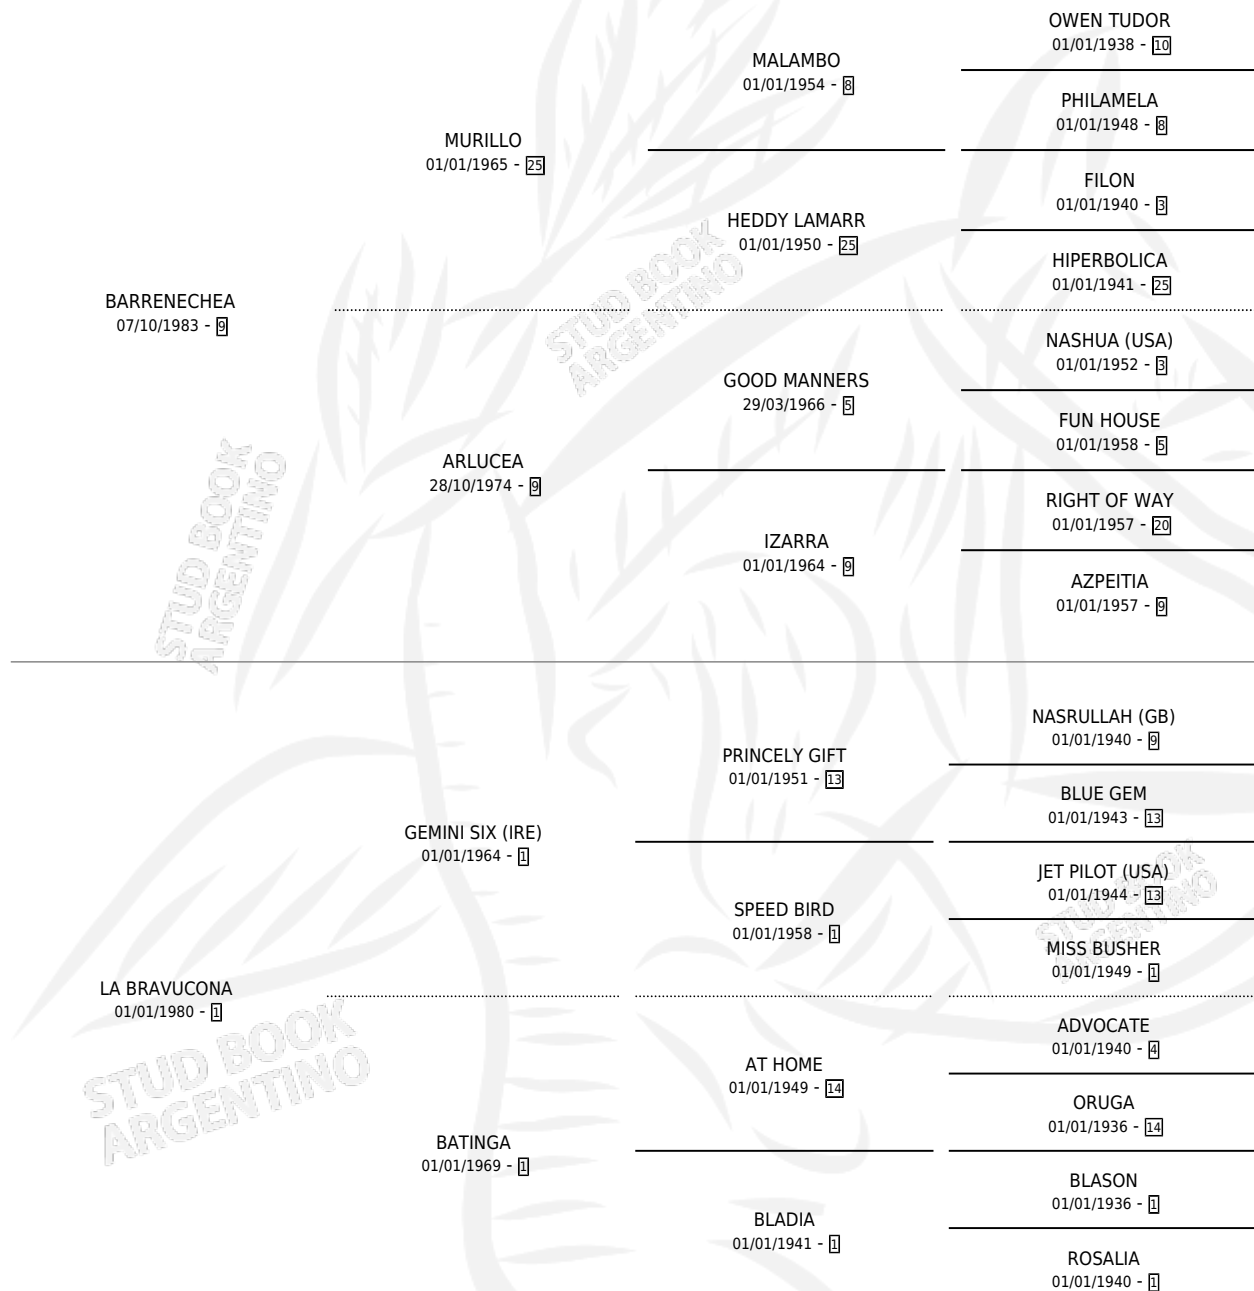 OWEN TUDOR
01/01/1938 - 10
MALAMBO
01/01/1954 - 8
PHILAMELA
01/01/1948 - 8
MURILLO
01/01/1965 - 25
FILON
01/01/1940 - 3
HEDDY LAMARR
01/01/1950 - 25
HIPERBOLICA
01/01/1941 - 25
BARRENECHEA
07/10/1983 - 9
STUD BOOK
ARGENTINO
NASHUA (USA)
01/01/1952 - 3
GOOD MANNERS
29/03/1966 - 5
FUN HOUSE
01/01/1958 - 5
ARLUCEA
28/10/1974 - 9
RIGHT OF WAY
01/01/1957 - 20
IZARRA
01/01/1964 - 9
AZPEITIA
01/01/1957 - 9
STUD BOOK
ARGENTINO
NASRULLAH (GB)
01/01/1940 - 9
PRINCELY GIFT
01/01/1951 - 13
BLUE GEM
01/01/1943 - 13
GEMINI SIX (IRE)
01/01/1964 - 1
JET PILOT (USA)
01/01/1944 - 13
STUD BOOK
ARGENTINO
SPEED BIRD
01/01/1958 - 1
MISS BUSHER
01/01/1949 - 1
LA BRAVUCONA
01/01/1980 - 1
STUD BOOK
ARGENTINO
ADVOCATE
01/01/1940 - 4
AT HOME
01/01/1949 - 14
ORUGA
01/01/1936 - 14
BATINGA
01/01/1969 - 1
BLASON
01/01/1936 - 1
BLADIA
01/01/1941 - 1
ROSALIA
01/01/1940 - 1